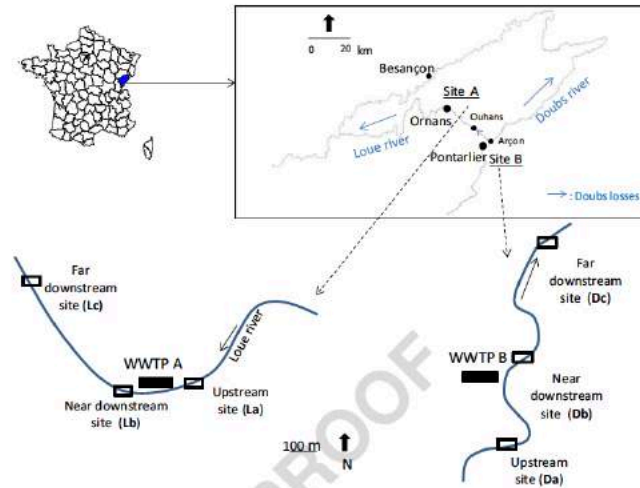 0 20
km
Besançon
Site A
Ornans
Ouhans
Arçon
Pontarlier
Site B
Loue river
Doubs river
: Doubs losses
Far
downstream
site (Lc)
WWTP A
Near downstream
site (Lb)
Upstream
site (La)
Loue river
Far
downstream
site (Dc)
WWTP B
Near
downstream
site (Db)
Upstream
site (Da)
100 m
N
PROOF